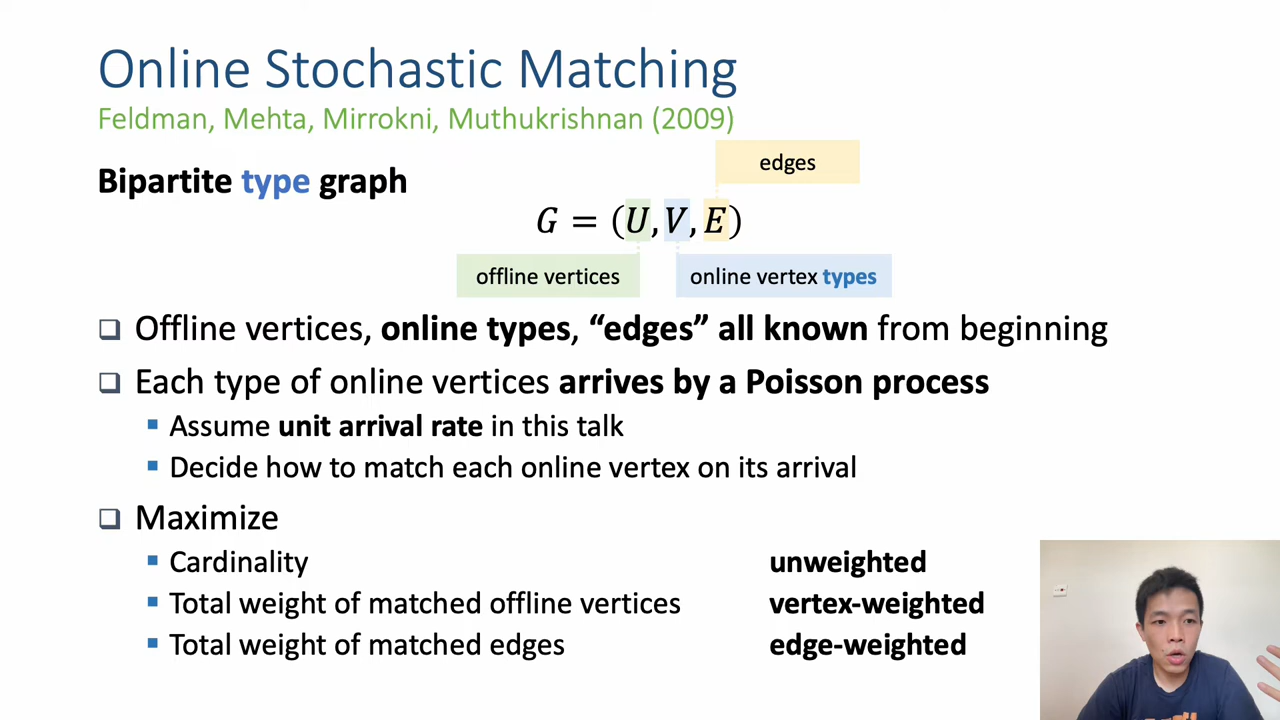 Online Stochastic Matching
Feldman, Mehta, Mirrokni, Muthukrishnan (2009)
edges
Bipartite type graph
G = (U, V, E)
offline vertices
online vertex types
❑ Offline vertices, online types, “edges” all known from beginning
❑ Each type of online vertices arrives by a Poisson process
▪ Assume unit arrival rate in this talk
▪ Decide how to match each online vertex on its arrival
❑ Maximize
▪ Cardinality unweighted
▪ Total weight of matched offline vertices vertex-weighted
▪ Total weight of matched edges edge-weighted